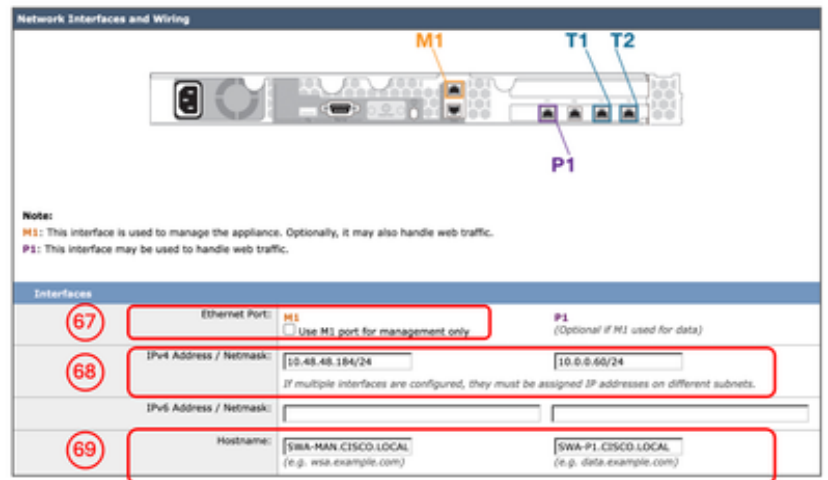 Network Interfaces and Wiring
M1 T1 T2
P1
Note:
M1: This interface is used to manage the appliance. Optionally, it may also handle web traffic.
P1: This interface may be used to handle web traffic.
Interfaces
67 Ethernet Port: M1 P1
Use M1 port for management only (Optional if M1 used for data)
68 IPv4 Address / Netmask: 10.48.48.184/24 10.0.0.60/24
If multiple interfaces are configured, they must be assigned IP addresses on different subnets.
IPv6 Address / Netmask:
69 Hostname: SWA-MAN.CISCO.LOCAL SWA-P1.CISCO.LOCAL
(e.g. wsa.example.com) (e.g. data.example.com)